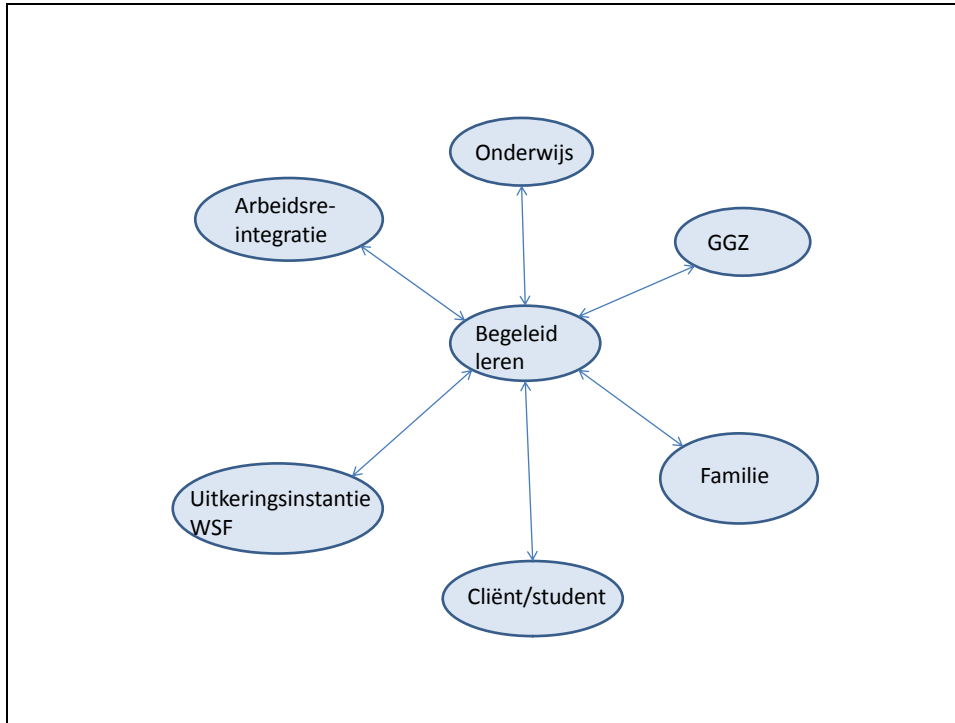 Onderwijs
Arbeidsre-
integratie
GGZ
Begeleid
leren
Familie
Uitkeringsinstantie
WSF
Cliënt/student